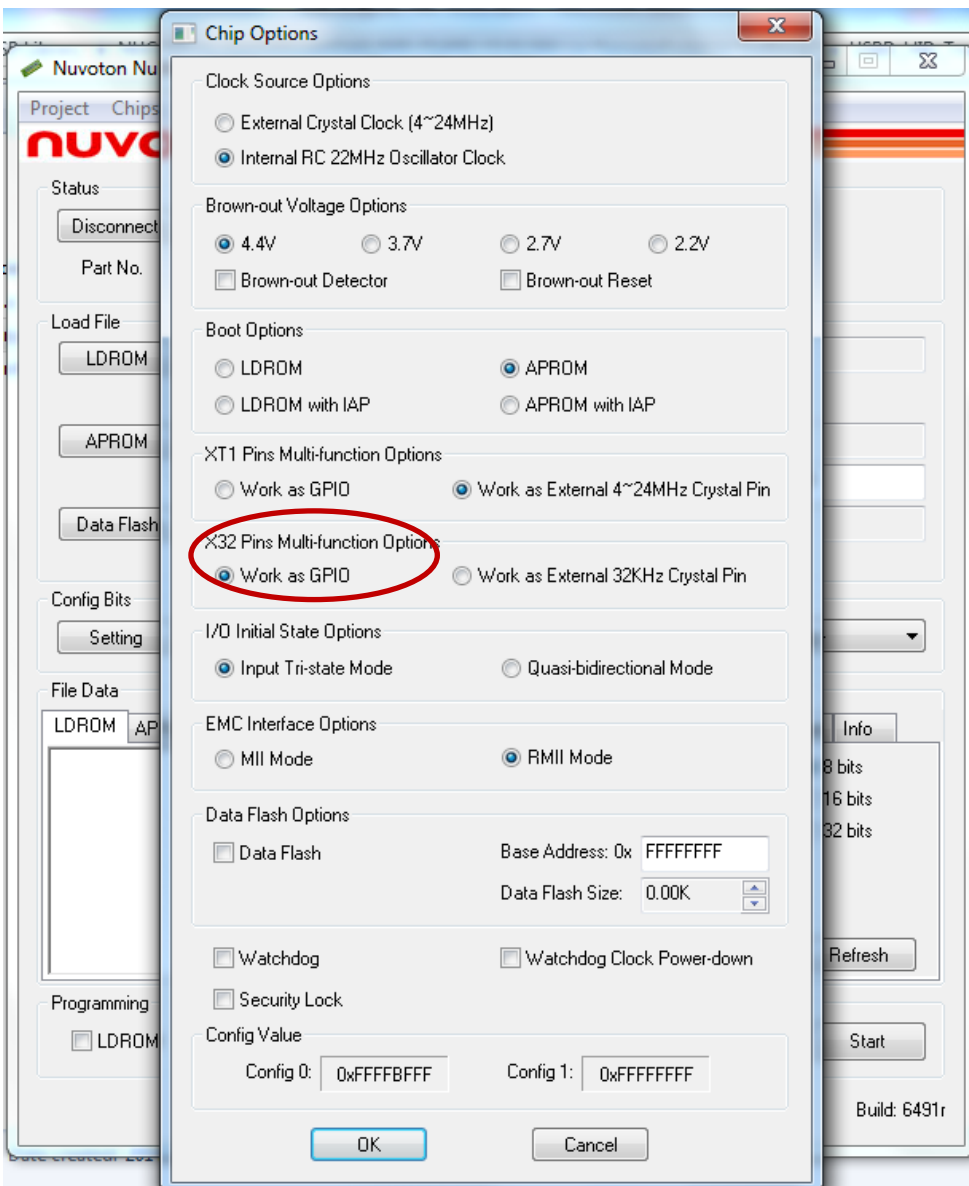 Chip Options
Nuvoton Nu
Project Chips
nuvo
Clock Source Options
External Crystal Clock (4~24MHz)
Internal RC 22MHz Oscillator Clock
Status
Disconnect
Part No.
Brown-out Voltage Options
4.4V 3.7V 2.7V 2.2V
Brown-out Detector Brown-out Reset
Load File
LDROM
APROM
Data Flash
Boot Options
LDROM APROM
LDROM with IAP APROM with IAP
XT1 Pins Multi-function Options
Work as GPIO Work as External 4~24MHz Crystal Pin
X32 Pins Multi-function Options
Work as GPIO Work as External 32KHz Crystal Pin
Config Bits
Setting
I/O Initial State Options
Input Tri-state Mode Quasi-bidirectional Mode
File Data
LDROM AP
Info
8 bits
16 bits
32 bits
Refresh
EMC Interface Options
MII Mode RMII Mode
Data Flash Options
Data Flash Base Address: 0x FFFFFFFF
Data Flash Size: 0.00K
Watchdog Watchdog Clock Power-down
Security Lock
Programming
LDROM
Start
Config Value
Config 0: 0xFFFFBFFF Config 1: 0xFFFFFFFF
OK Cancel
Build: 6491r